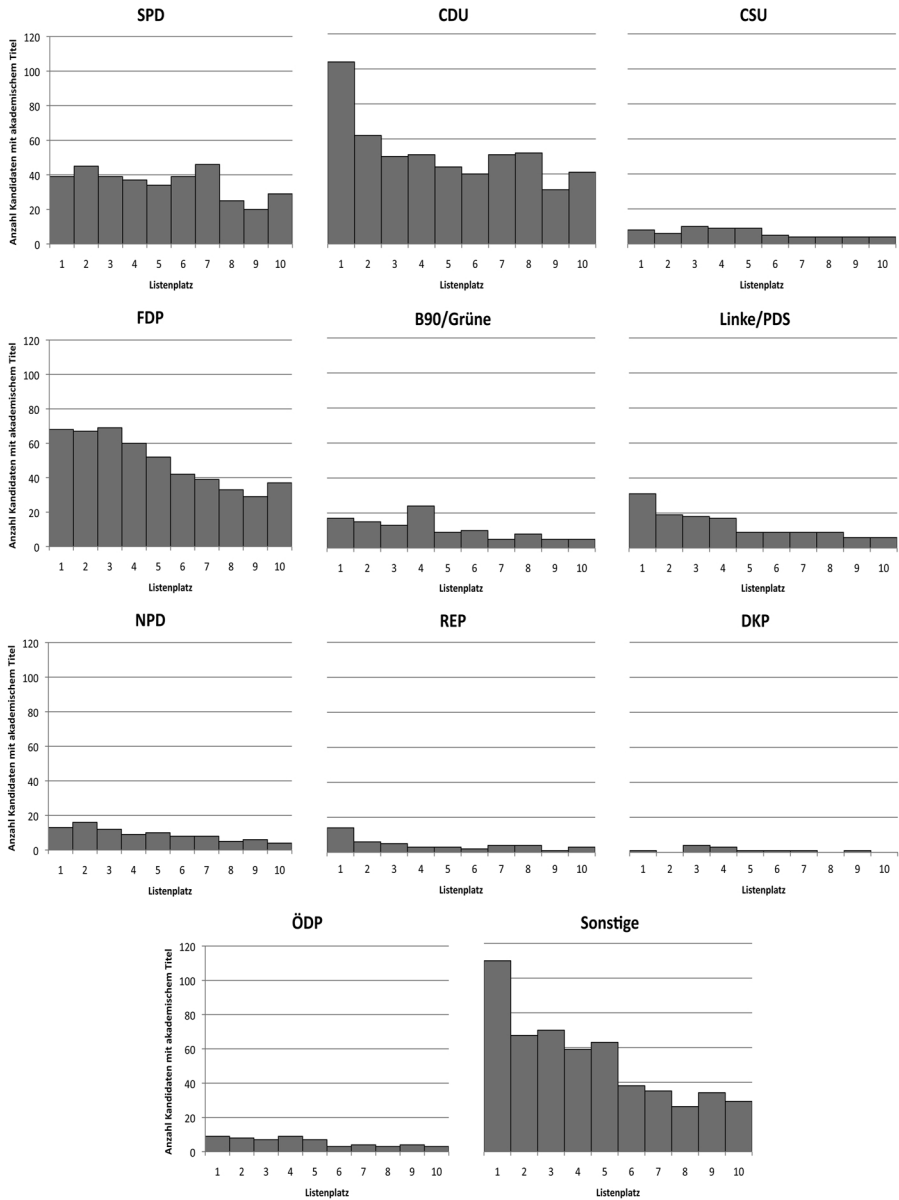 SPD CDU CSU
Anzahl Kandidaten mit akademischem Titel
120
100
80
60
40
20
0
1 2 3 4 5 6 7 8 9 10 1 2 3 4 5 6 7 8 9 10 1 2 3 4 5 6 7 8 9 10
Listenplatz Listenplatz Listenplatz
FDP B90/Grüne Linke/PDS
Anzahl Kandidaten mit akademischem Titel
120
100
80
60
40
20
0
1 2 3 4 5 6 7 8 9 10 1 2 3 4 5 6 7 8 9 10 1 2 3 4 5 6 7 8 9 10
Listenplatz Listenplatz Listenplatz
NPD REP DKP
Anzahl Kandidaten mit akademischem Titel
120
100
80
60
40
20
0
1 2 3 4 5 6 7 8 9 10 1 2 3 4 5 6 7 8 9 10 1 2 3 4 5 6 7 8 9 10
Listenplatz Listenplatz Listenplatz
ÖDP Sonstige
Anzahl Kandidaten mit akademischem Titel
120
100
80
60
40
20
0
1 2 3 4 5 6 7 8 9 10 1 2 3 4 5 6 7 8 9 10
Listenplatz Listenplatz